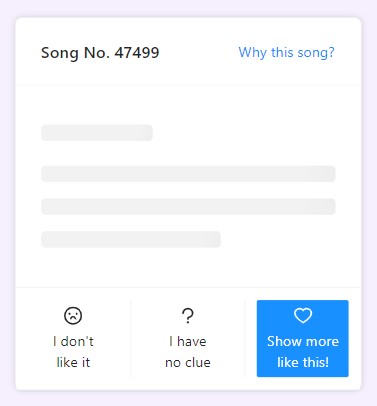 Song No. 47499
Why this song?
I don't
like it
I have
no clue
Show more
like this!